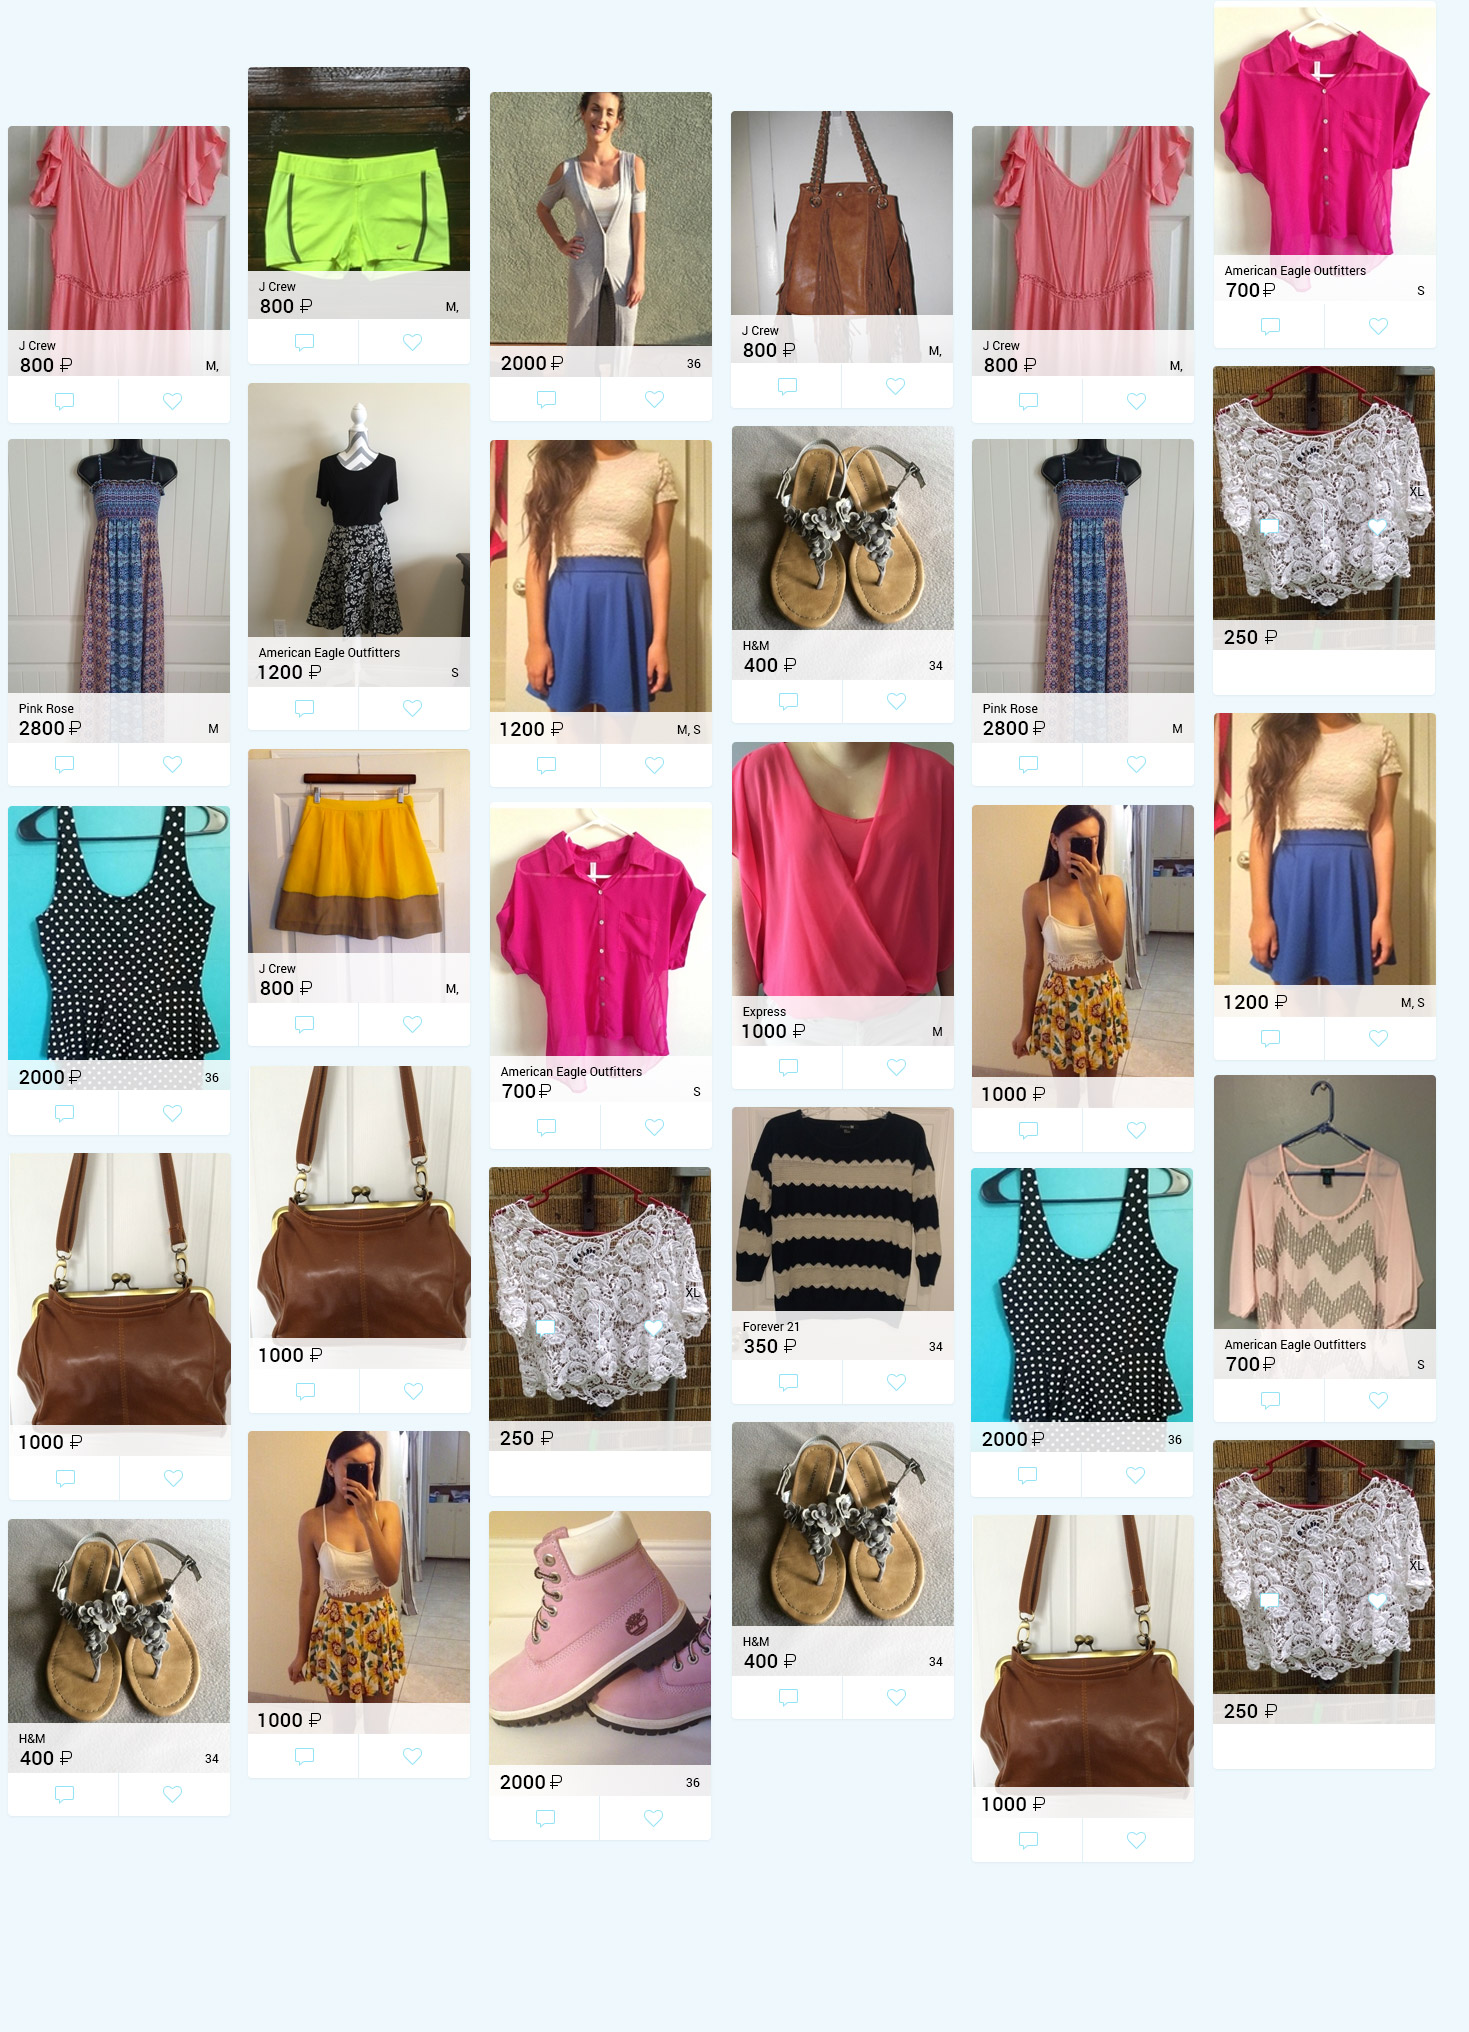 J Crew
800 ₽ M,
Pink Rose
2800 ₽ M
2000 ₽ 36
1000 ₽
H&M
400 ₽ 34
J Crew
800 ₽ M,
American Eagle Outfitters
1200 ₽ S
J Crew
800 ₽ M,
1000 ₽
1000 ₽
2000 ₽ 36
1200 ₽ M, S
American Eagle Outfitters
700 ₽ S
XL
250 ₽
2000 ₽ 36
J Crew
800 ₽ M,
H&M
400 ₽ 34
Express
1000 ₽ M
Forever 21
350 ₽ 34
H&M
400 ₽ 34
J Crew
800 ₽ M,
Pink Rose
2800 ₽ M
1000 ₽
2000 ₽ 36
1000 ₽
American Eagle Outfitters
700 ₽ S
XL
250 ₽
1200 ₽ M, S
American Eagle Outfitters
700 ₽ S
XL
250 ₽